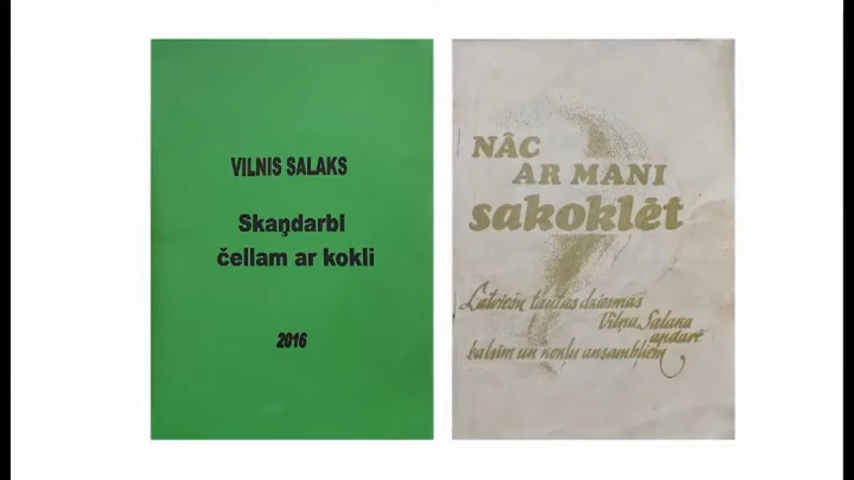 VILNIS SALAKS
Skaņdarbi
čellam ar kokli
2016
NÂC
AR MANI
sakoklēt
Latviešu tautas dziesmas
Vilņa Salaka
apdarē
balsīm un kokļu ansambļiem